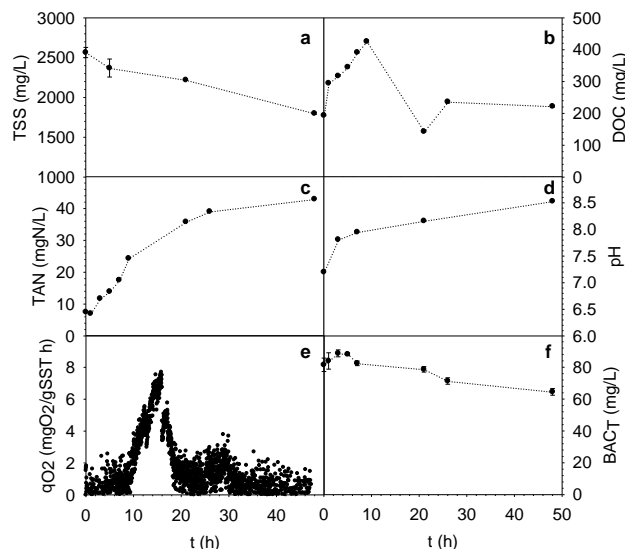 3000
2500
2000
1500
1000
TSS (mg/L)
a
b
500
400
300
200
100
0
DOC (mg/L)
40
30
20
10
0
TAN (mgN/L)
c
d
8.5
8.0
7.5
7.0
6.5
6.0
pH
8
6
4
2
0
qO2 (mgO2/gSST h)
e
f
80
60
40
20
0
BACT (mg/L)
0 20 30 40 0 10 20 30 40 50
t (h)
t (h)